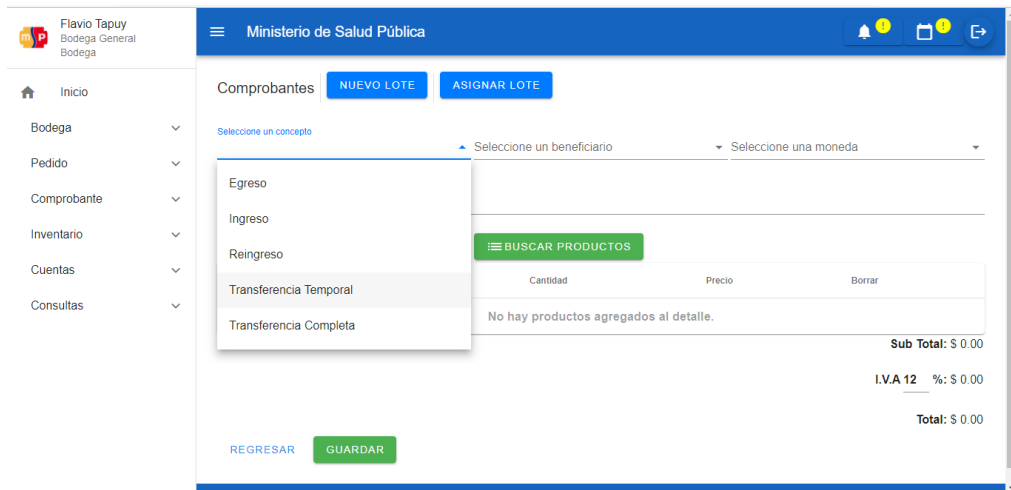 Flavio Tapuy
Bodega General
Bodega
Inicio
Bodega
Pedido
Comprobante
Inventario
Cuentas
Consultas
Ministerio de Salud Pública
! !
Comprobantes NUEVO LOTE ASIGNAR LOTE
Seleccione un concepto
Seleccione un beneficiario Seleccione una moneda
Egreso
Ingreso
Reingreso
Transferencia Temporal
Transferencia Completa
BUSCAR PRODUCTOS
Cantidad Precio Borrar
No hay productos agregados al detalle.
Sub Total: $ 0.00
I.V.A 12 %: $ 0.00
Total: $ 0.00
REGRESAR GUARDAR